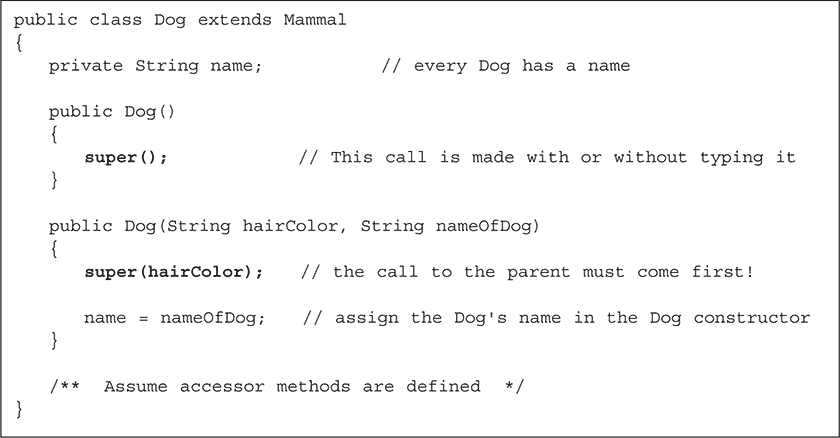 public class Dog extends Mammal
{
private String name; // every Dog has a name
public Dog()
{
super(); // This call is made with or without typing it
}
public Dog(String hairColor, String nameOfDog)
{
super(hairColor); // the call to the parent must come first!
name = nameOfDog; // assign the Dog's name in the Dog constructor
}
/** Assume accessor methods are defined */
}